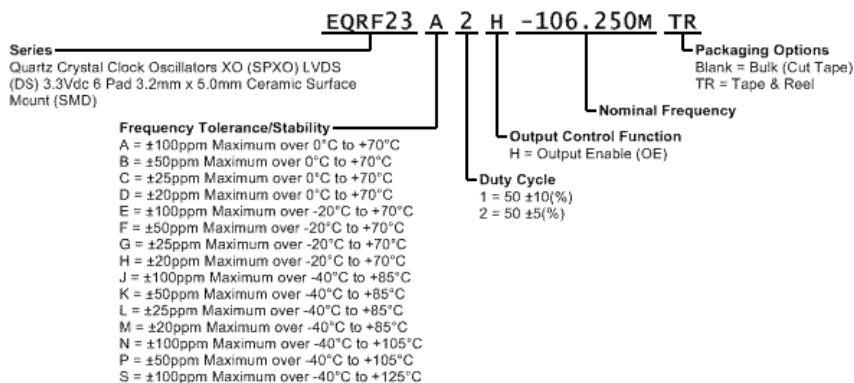 EQRF23 A 2 H -106.250M TR
Series
Quartz Crystal Clock Oscillators XO (SPXO) LVDS
(DS) 3.3Vdc 6 Pad 3.2mm x 5.0mm Ceramic Surface
Mount (SMD)
Packaging Options
Blank = Bulk (Cut Tape)
TR = Tape & Reel
Nominal Frequency
Output Control Function
H = Output Enable (OE)
Duty Cycle
1 = 50 ±10(%)
2 = 50 ±5(%)
Frequency Tolerance/Stability
A = ±100ppm Maximum over 0°C to +70°C
B = ±50ppm Maximum over 0°C to +70°C
C = ±25ppm Maximum over 0°C to +70°C
D = ±20ppm Maximum over 0°C to +70°C
E = ±100ppm Maximum over -20°C to +70°C
F = ±50ppm Maximum over -20°C to +70°C
G = ±25ppm Maximum over -20°C to +70°C
H = ±20ppm Maximum over -20°C to +70°C
J = ±100ppm Maximum over -40°C to +85°C
K = ±50ppm Maximum over -40°C to +85°C
L = ±25ppm Maximum over -40°C to +85°C
M = ±20ppm Maximum over -40°C to +85°C
N = ±100ppm Maximum over -40°C to +105°C
P = ±50ppm Maximum over -40°C to +105°C
S = ±100ppm Maximum over -40°C to +125°C